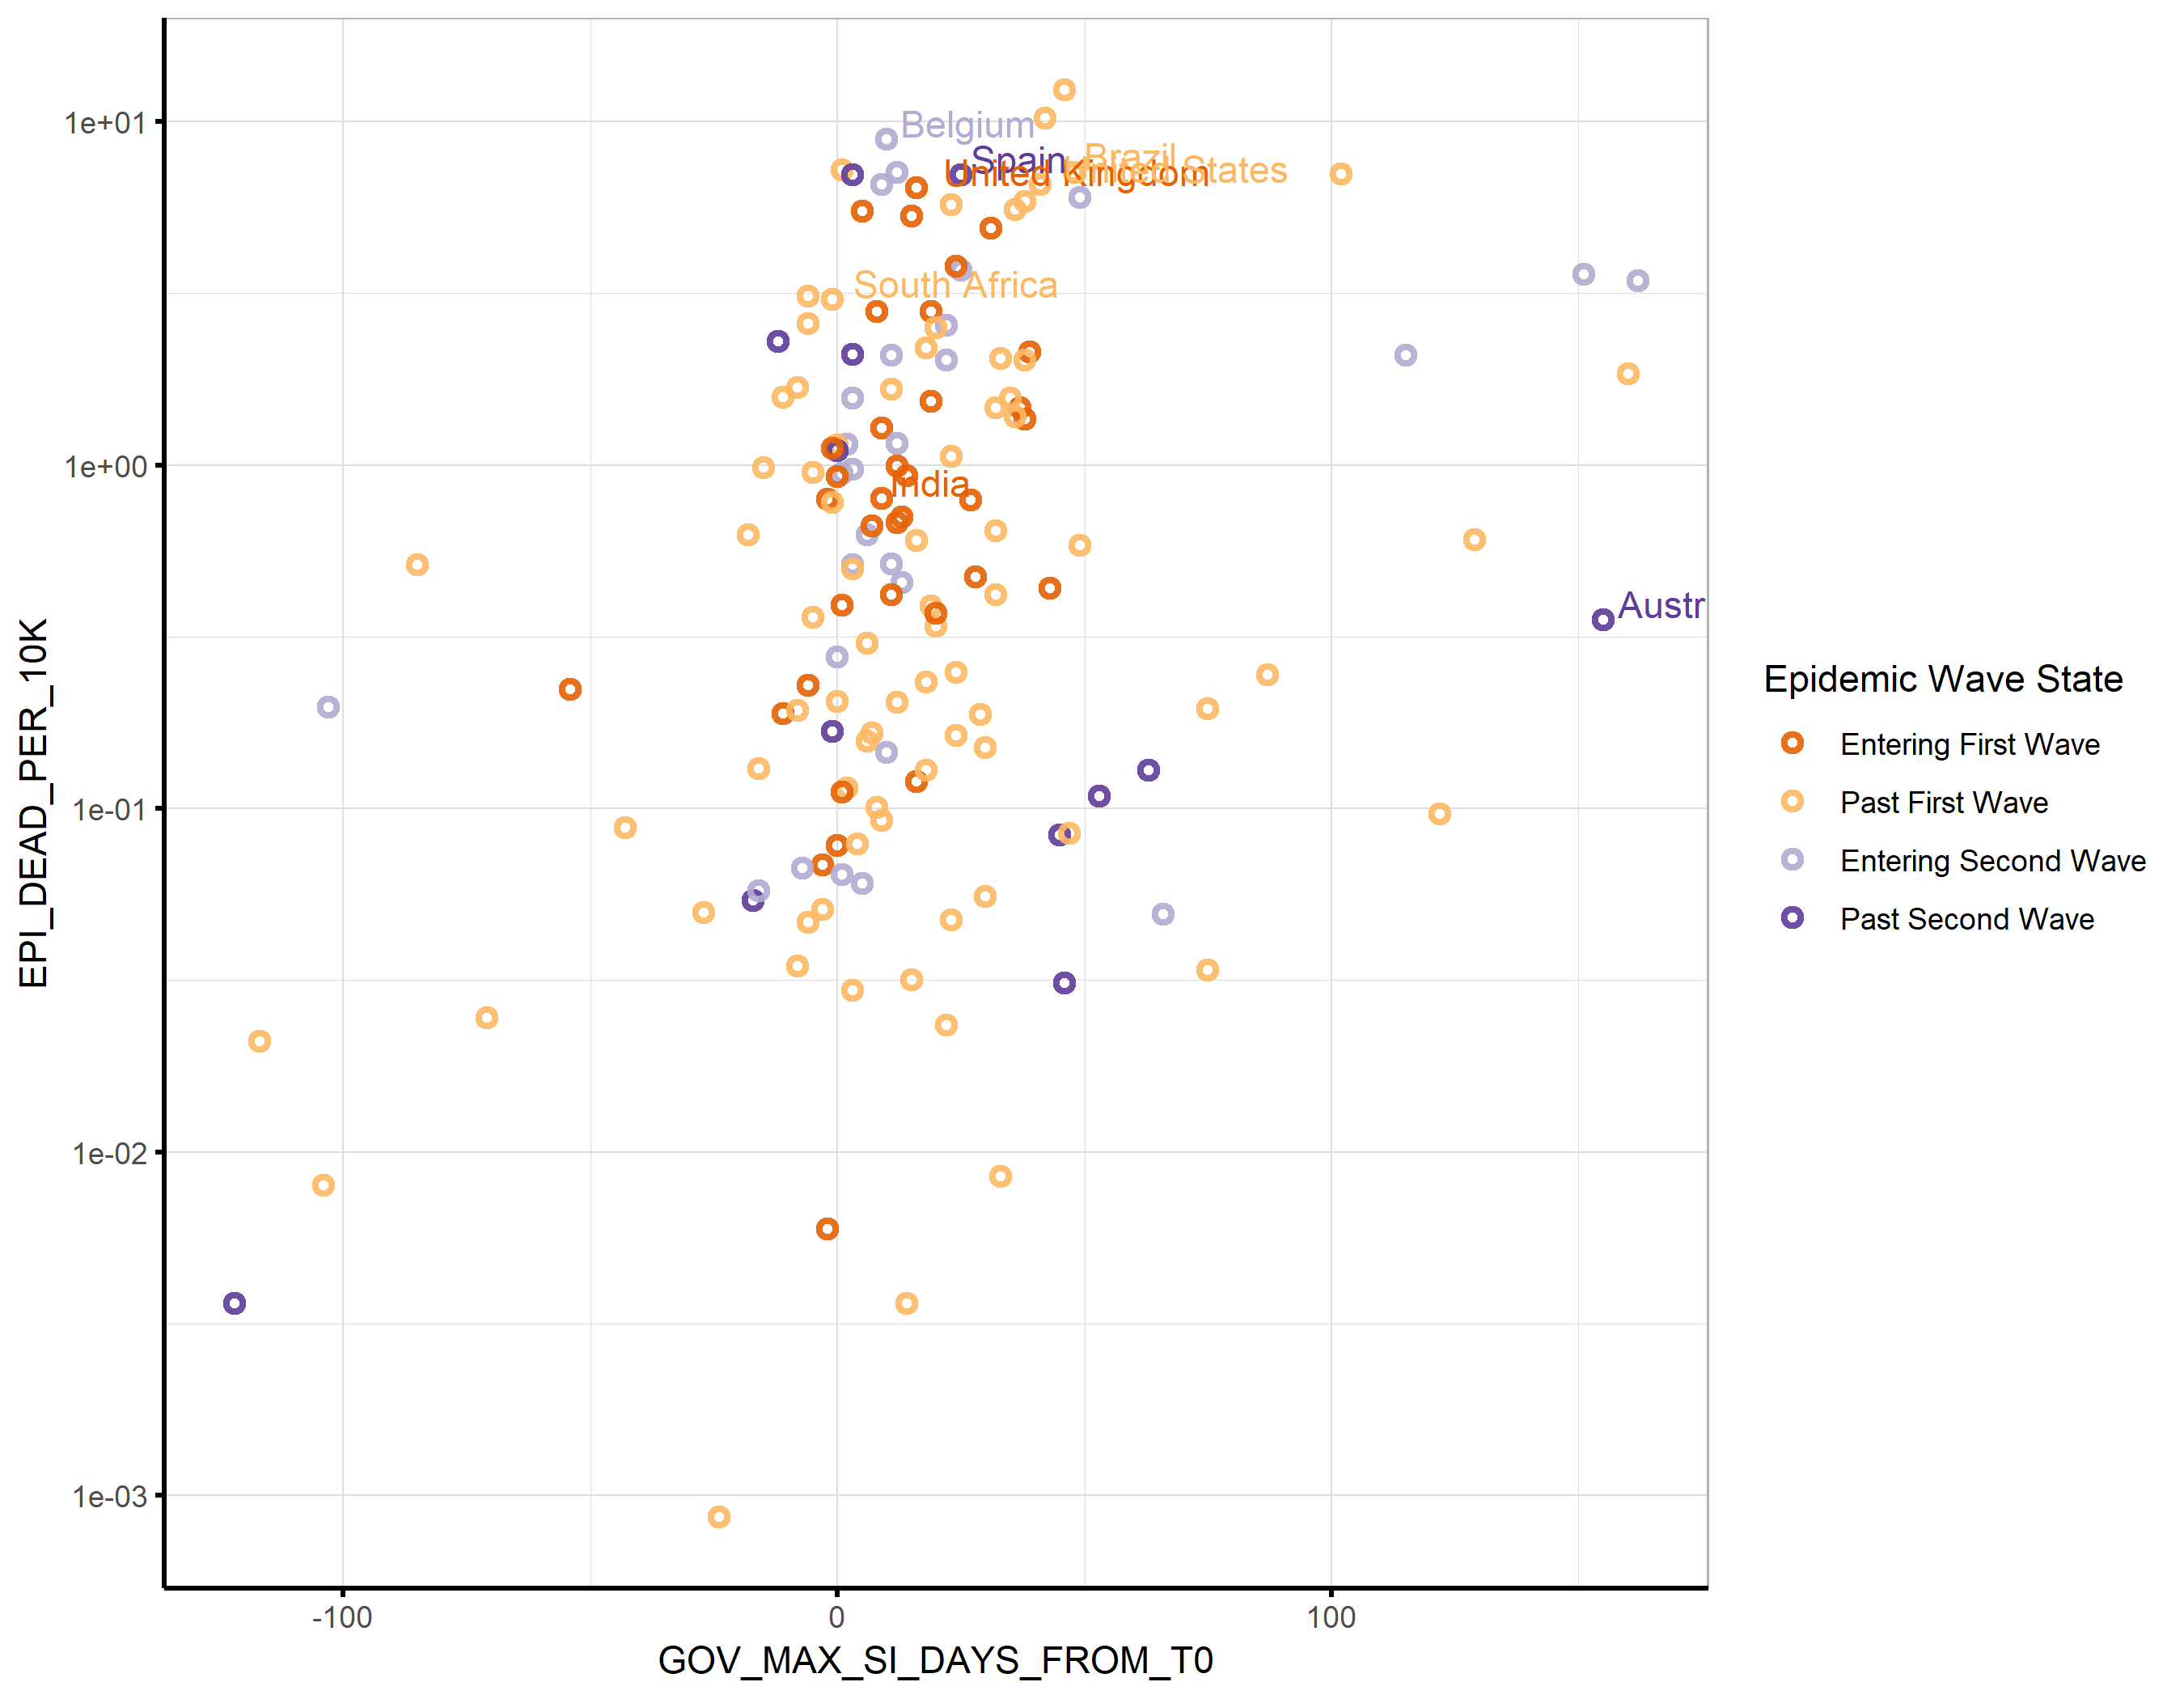 1e+01
1e+00
1e-01
1e-02
1e-03
EPI_DEAD_PER_10K
Belgium
Spain
Brazil
United States
United Kingdom
South Africa
India
Austr
-100
0
100
GOV_MAX_SI_DAYS_FROM_T0
Epidemic Wave State
Entering First Wave
Past First Wave
Entering Second Wave
Past Second Wave